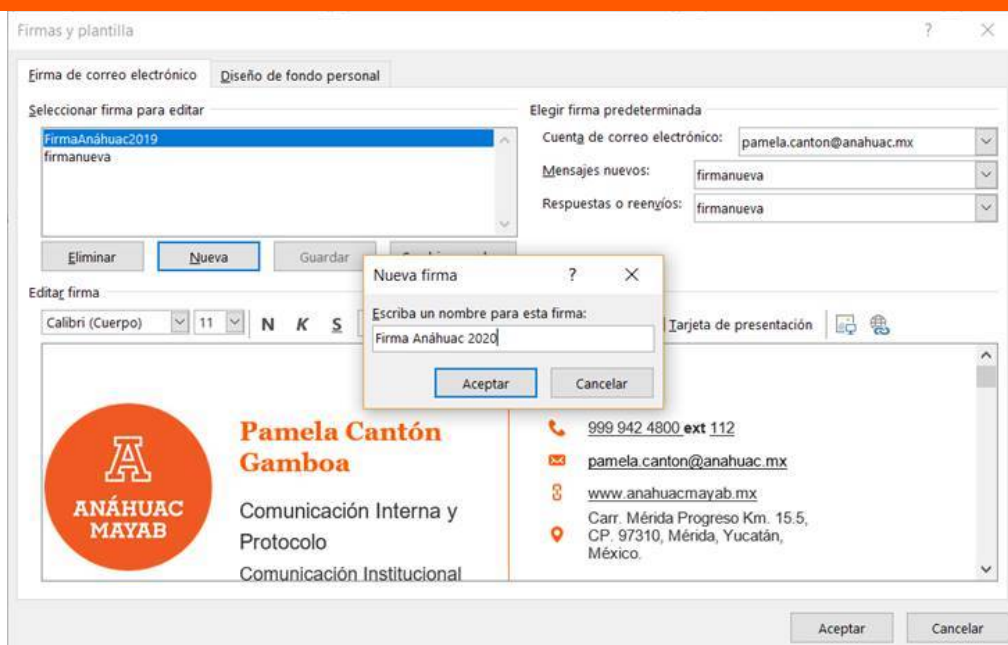 Firmas y plantilla
Firma de correo electrónico
Diseño de fondo personal
Seleccionar firma para editar
FirmaAnáhuac2019
firmanueva
Eliminar
Nueva
Guardar
Elegir firma predeterminada
Cuenta de correo electrónico:
pamela.canton@anahuac.mx
Mensajes nuevos:
firmanueva
Respuestas o reenvíos:
firmanueva
Nueva firma
?
Escriba un nombre para esta firma:
Firma Anáhuac 2020
Aceptar
Cancelar
Editar firma
Calibri (Cuerpo)
11
N K S
Tarjeta de presentación
A
ANÁHUAC
MAYAB
Pamela Cantón
Gamboa
Comunicación Interna y
Protocolo
Comunicación Institucional
999 942 4800 ext 112
pamela.canton@anahuac.mx
www.anahuacmayab.mx
Carr. Mérida Progreso Km. 15.5,
CP. 97310, Mérida, Yucatán,
México.
Aceptar
Cancelar